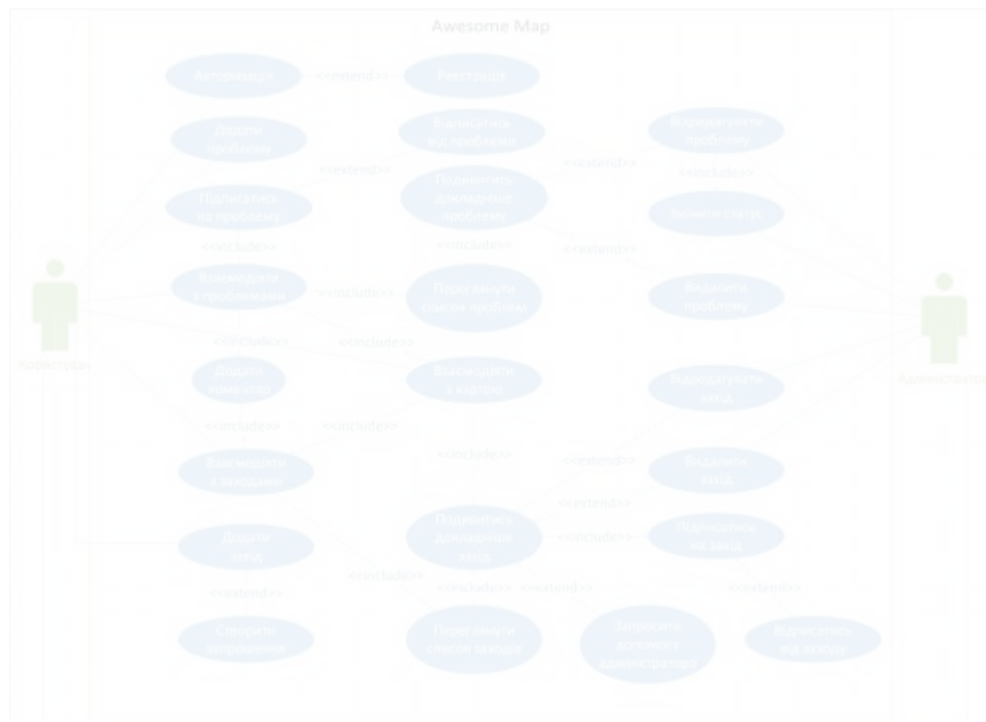 Awesome Map
Авторизація
<<extend>>
Реєстрація
Додати
проблему
Відписатись
від проблеми
Відредагувати
проблему
<<extend>>
<<extend>>
<<include>>
Підписатись
на проблему
Подивитись
докладніше
проблему
Змінити статус
<<include>>
<<include>>
<<extend>>
Взаємодіяти
з проблемами
<<include>>
Переглянути
список проблем
Видалити
проблему
<<include>>
<<include>>
Користувач
Адміністратор
Додати
коментар
Взаємодіяти
з картою
Відредагувати
захід
<<include>>
<<include>>
<<include>>
<<extend>>
Взаємодіяти
з заходами
Видалити
захід
<<extend>>
Додати
захід
Подивитись
докладніше
захід
<<include>>
Підписатись
на захід
<<include>>
<<include>>
<<extend>>
<<extend>>
<<extend>>
Створити
запрошення
Переглянути
список заходів
Запросити
допомогу
адміністратора
Відписатись
від заходу